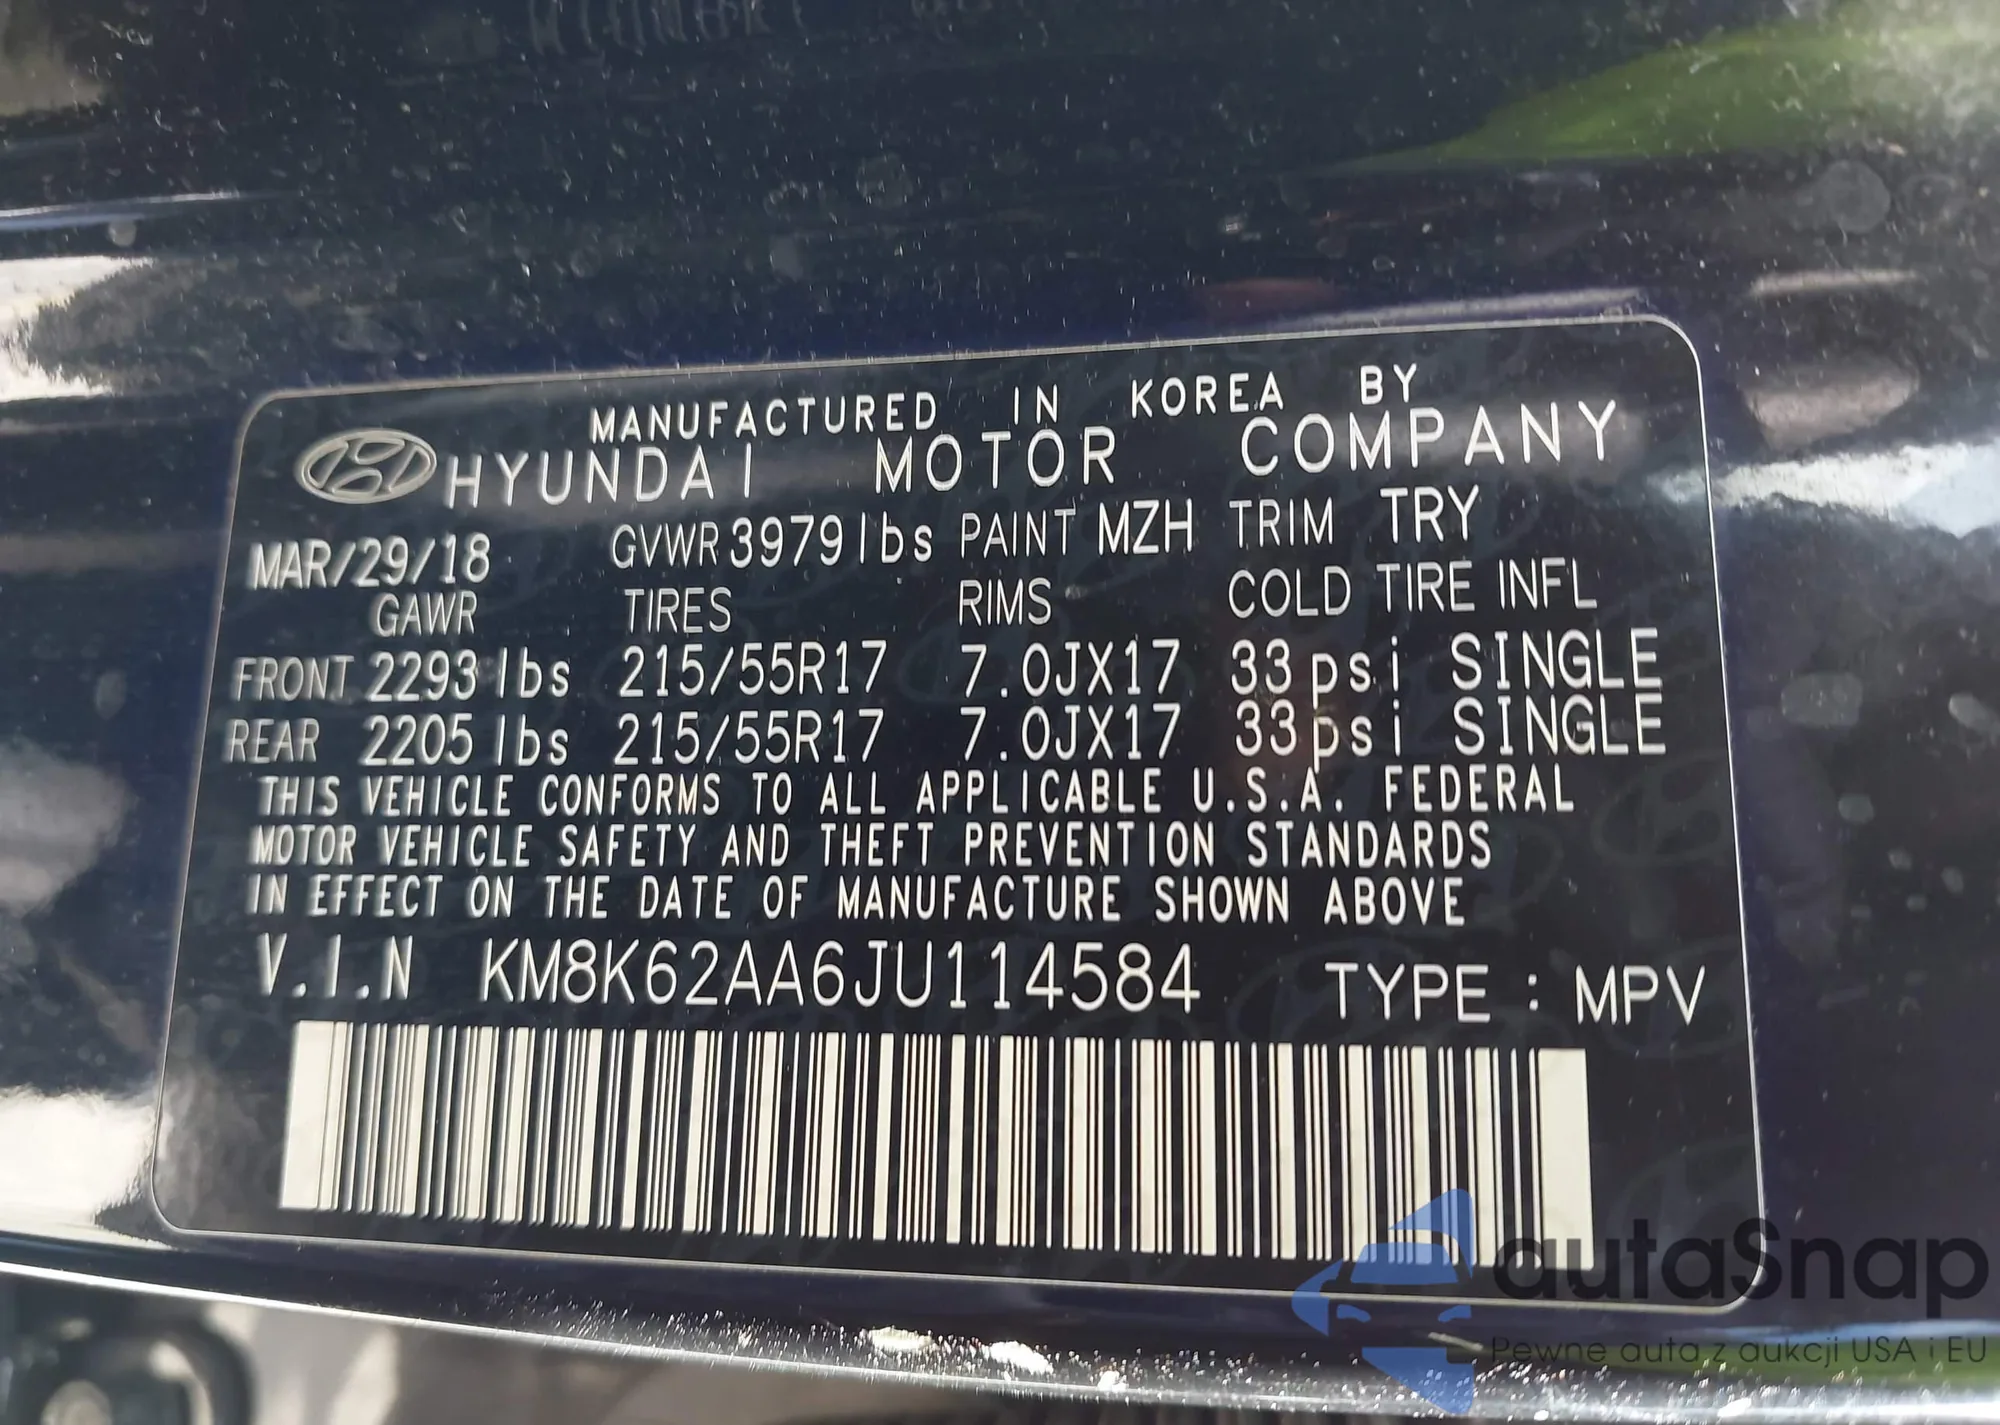 MANUFACTURED IN KOREA BY
HYUNDAI MOTOR COMPANY
MAR/29/18 GVWR 3979 lbs PAINT MZH TRIM TRY
GAWR TIRES RIMS COLD TIRE INFL
FRONT 2293 lbs 215/55R17 7.0JX17 33 psi SINGLE
REAR 2205 lbs 215/55R17 7.0JX17 33 psi SINGLE
THIS VEHICLE CONFORMS TO ALL APPLICABLE U.S.A. FEDERAL
MOTOR VEHICLE SAFETY AND THEFT PREVENTION STANDARDS
IN EFFECT ON THE DATE OF MANUFACTURE SHOWN ABOVE
V.I.N KM8K62AA6JU114584 TYPE : MPV
autaSnap
Pewne auta z aukcji USA i EU